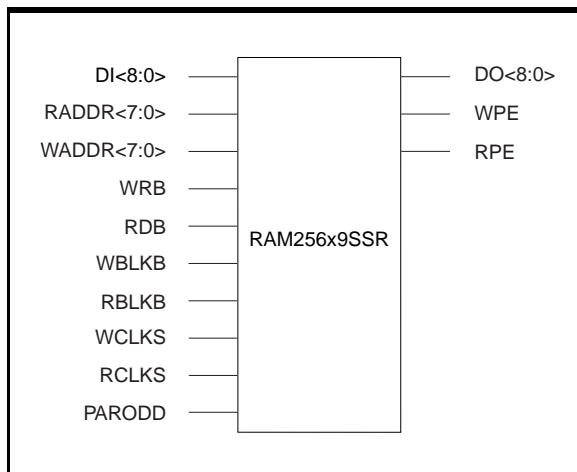 DI<8:0>
RADDR<7:0>
WADDR<7:0>
WRB
RDB
WBLKB
RBLKB
WCLKS
RCLKS
PARODD
RAM256x9SSR
DO<8:0>
WPE
RPE